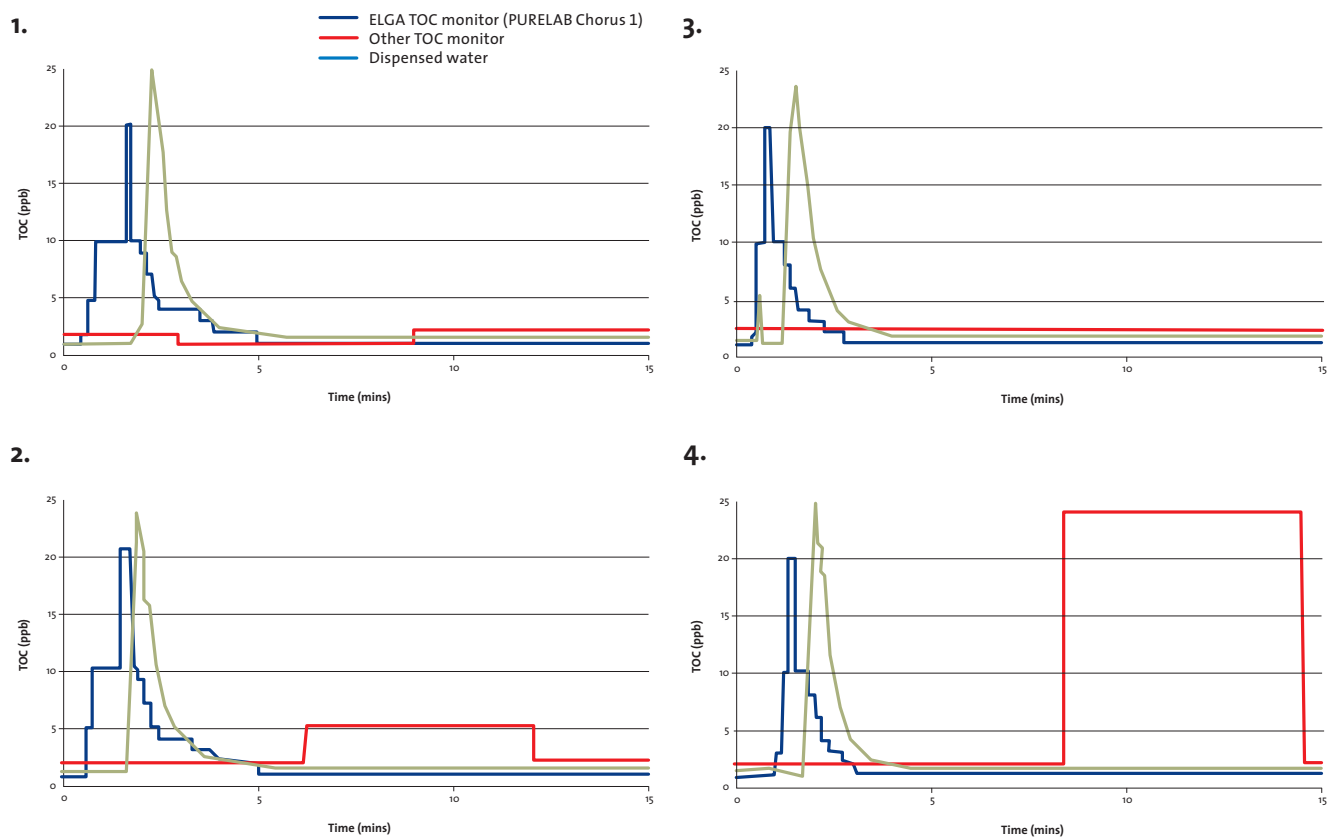 1.
ELGA TOC monitor (PURELAB Chorus 1)
Other TOC monitor
Dispensed water
25
20
15
10
5
0
TOC (ppb)
0 5 10 15
Time (mins)
2.
25
20
15
10
5
0
TOC (ppb)
0 5 10 15
Time (mins)
3.
25
20
15
10
5
0
TOC (ppb)
0 5 10 15
Time (mins)
4.
25
20
15
10
5
0
TOC (ppb)
0 5 10 15
Time (mins)